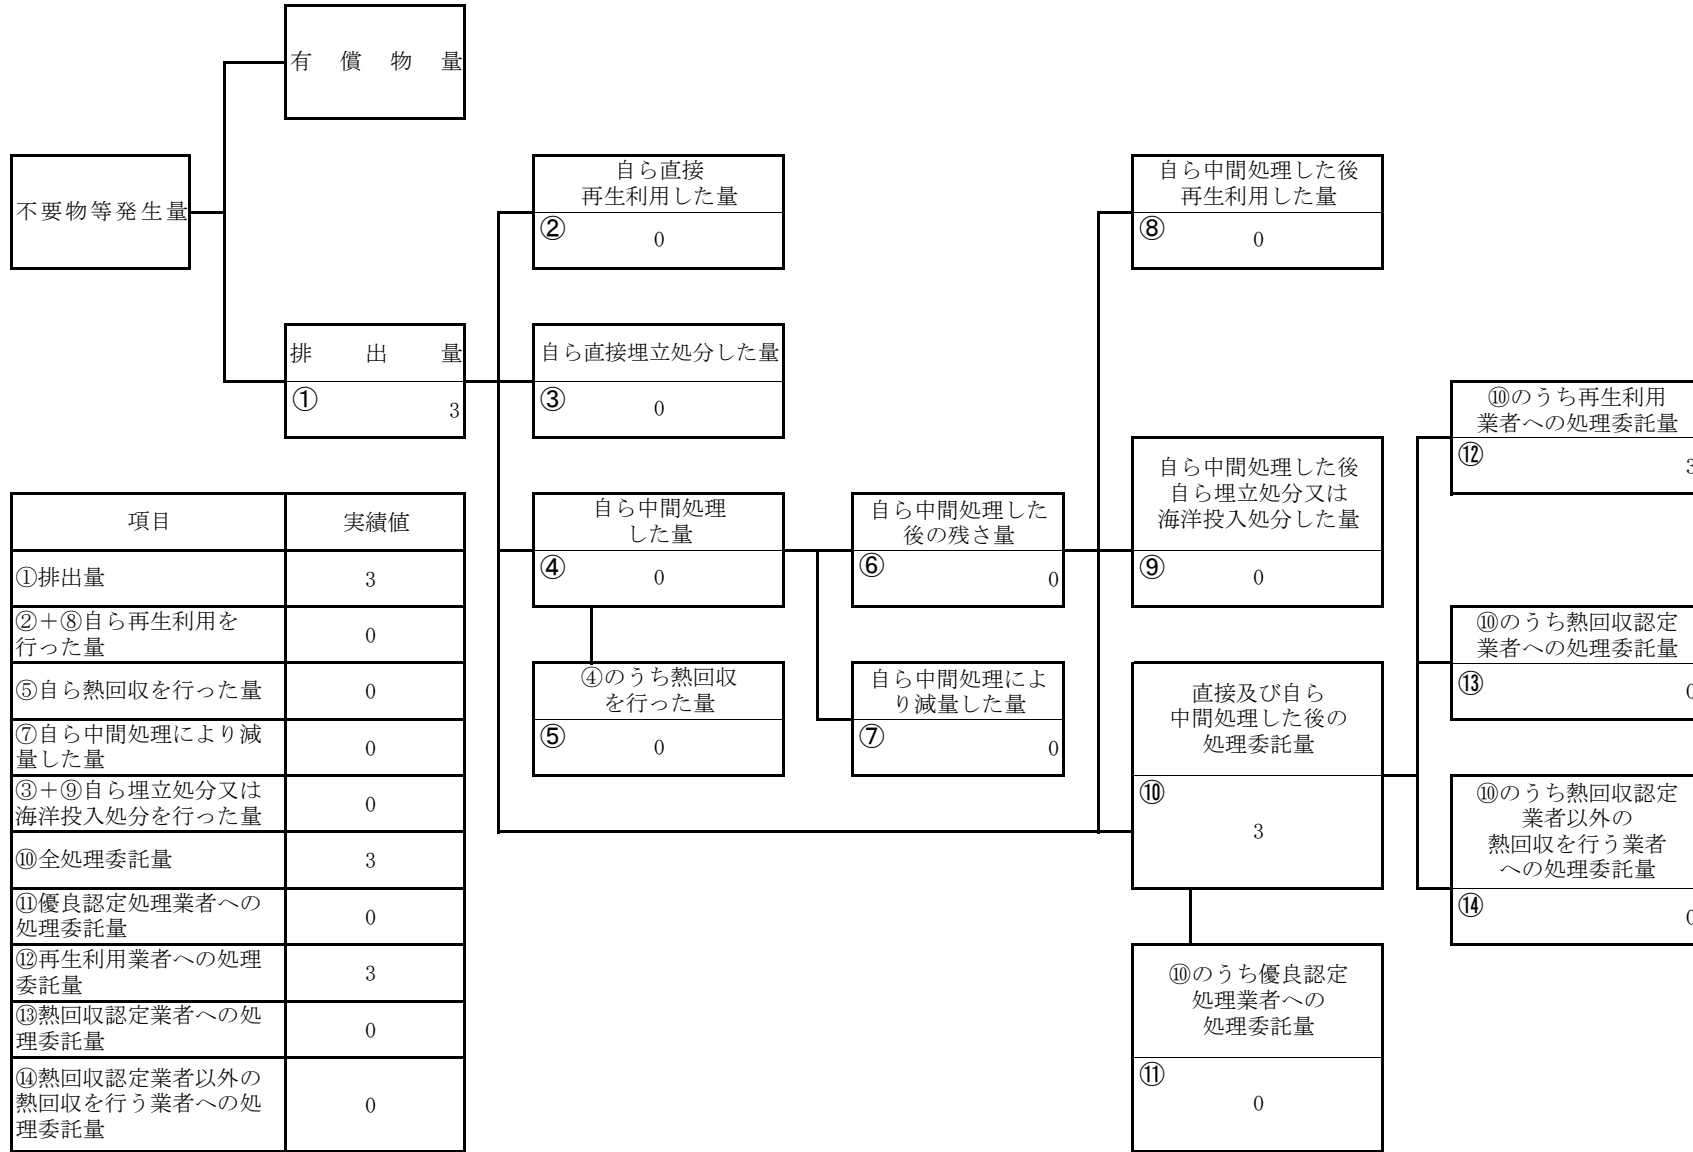 有償物量
不要物等発生量
自ら直接
再生利用した量
②
0
自ら中間処理した後
再生利用した量
⑧
0
排出量
①
3
自ら直接埋立処分した量
③
0
⑩のうち再生利用
業者への処理委託量
⑫
3
自ら中間処理
した量
④
0
自ら中間処理した
後の残さ量
⑥
0
自ら中間処理した後
自ら埋立処分又は
海洋投入処分した量
⑨
0
⑩のうち熱回収認定
業者への処理委託量
⑬
0
④のうち熱回収
を行った量
⑤
0
自ら中間処理によ
り減量した量
⑦
0
直接及び自ら
中間処理した後の
処理委託量
⑩
3
⑩のうち熱回収認定
業者以外の
熱回収を行う業者
への処理委託量
⑭
0
⑩のうち優良認定
処理業者への
処理委託量
⑪
0
項目 実績値
①排出量 3
②＋⑧自ら再生利用を
行った量 0
⑤自ら熱回収を行った量 0
⑦自ら中間処理により減
量した量 0
③＋⑨自ら埋立処分又は
海洋投入処分を行った量 0
⑩全処理委託量 3
⑪優良認定処理業者への
処理委託量 0
⑫再生利用業者への処理
委託量 3
⑬熱回収認定業者への処
理委託量 0
⑭熱回収認定業者以外の
熱回収を行う業者への処
理委託量 0